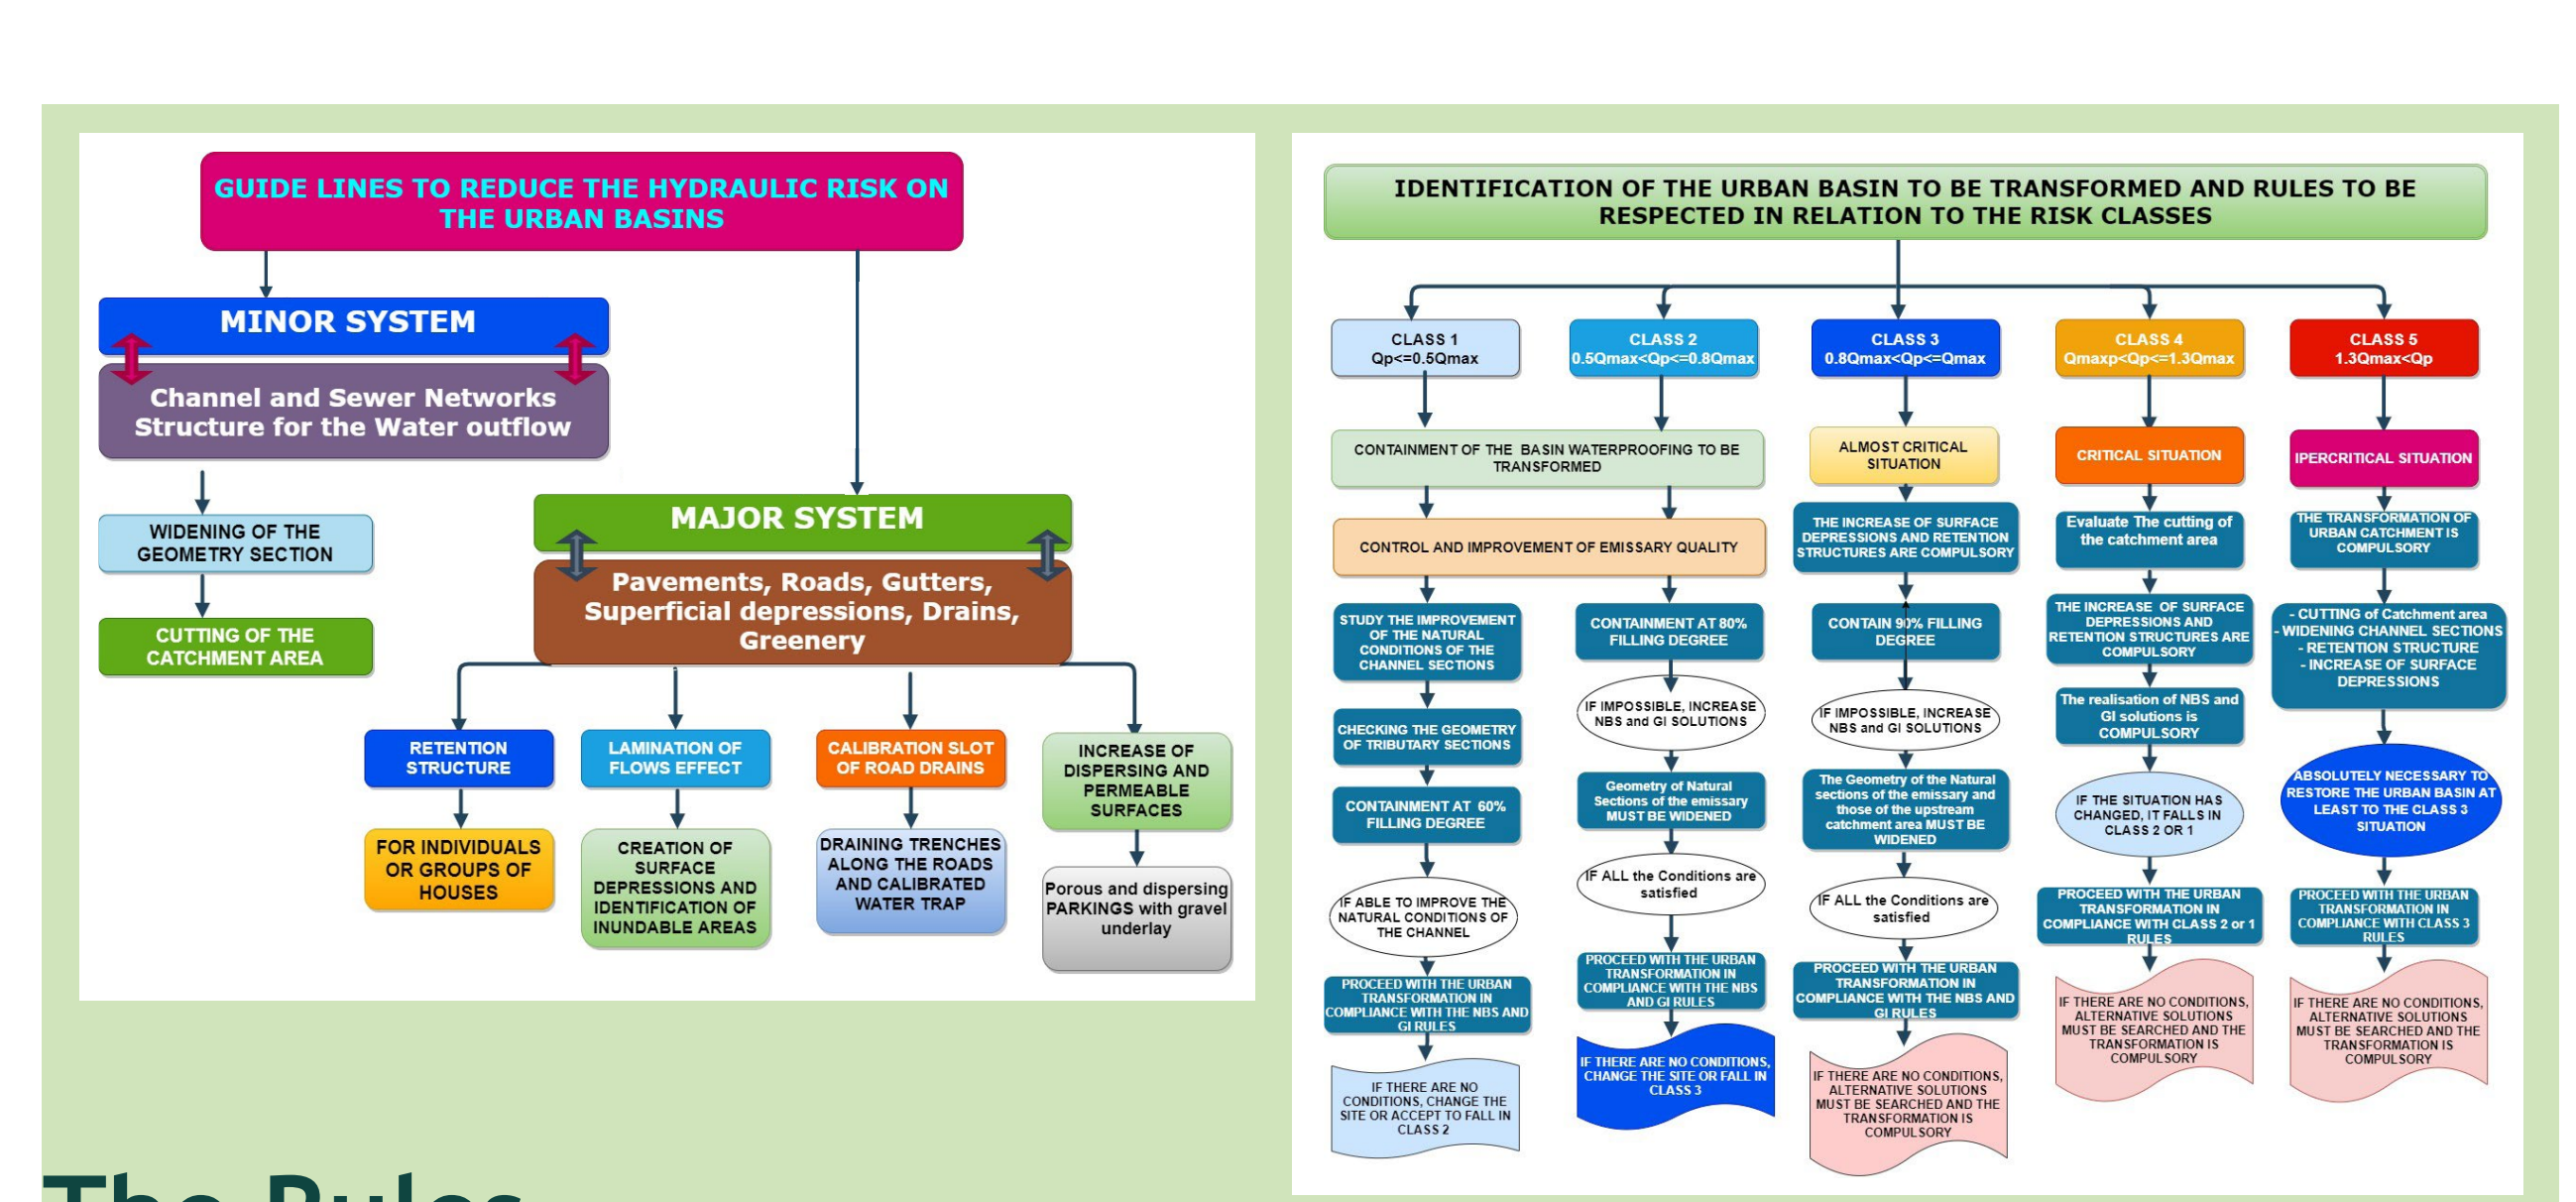 GUIDE LINES TO REDUCE THE HYDRAULIC RISK ON
THE URBAN BASINS
MINOR SYSTEM
Channel and Sewer Networks
Structure for the Water outflow
WIDENING OF THE
GEOMETRY SECTION
CUTTING OF THE
CATCHMENT AREA
MAJOR SYSTEM
Pavements, Roads, Gutters,
Superficial depressions, Drains,
Greenery
RETENTION
STRUCTURE
FOR INDIVIDUALS
OR GROUPS OF
HOUSES
LAMINATION OF
FLOWS EFFECT
CREATION OF
SURFACE
DEPRESSIONS AND
IDENTIFICATION OF
INUNDABLE AREAS
CALIBRATION SLOT
OF ROAD DRAINS
DRAINING TRENCHES
ALONG THE ROADS
AND CALIBRATED
WATER TRAP
INCREASE OF
DISPERSING AND
PERMEABLE
SURFACES
Porous and dispersing
PARKINGS with gravel
underlay
IDENTIFICATION OF THE URBAN BASIN TO BE TRANSFORMED AND RULES TO BE
RESPECTED IN RELATION TO THE RISK CLASSES
CLASS 1
Qp<=0.5Qmax
CLASS 2
0.5Qmax<Qp<=0.8Qmax
CONTAINMENT OF THE BASIN WATERPROOFING TO BE
TRANSFORMED
CONTROL AND IMPROVEMENT OF EMISSARY QUALITY
STUDY THE IMPROVEMENT
OF THE NATURAL
CONDITIONS OF THE
CHANNEL SECTIONS
CHECKING THE GEOMETRY
OF TRIBUTARY SECTIONS
CONTAINMENT AT 60%
FILLING DEGREE
IF ABLE TO IMPROVE THE
NATURAL CONDITIONS OF
THE CHANNEL
PROCEED WITH THE URBAN
TRANSFORMATION IN
COMPLIANCE WITH THE NBS AND
GI RULES
IF THERE ARE NO
CONDITIONS, CHANGE THE
SITE OR ACCEPT TO FALL IN
CLASS 2
CONTAINMENT AT 80%
FILLING DEGREE
IF IMPOSSIBLE, INCREASE
NBS and GI SOLUTIONS
Geometry of Natural
Sections of the emissary
MUST BE WIDENED
IF ALL the Conditions are
satisfied
PROCEED WITH THE URBAN
TRANSFORMATION IN
COMPLIANCE WITH THE NBS
AND GI RULES
IF THERE ARE NO CONDITIONS,
CHANGE THE SITE OR FALL IN
CLASS 3
CLASS 3
0.8Qmax<Qp<=Qmax
ALMOST CRITICAL
SITUATION
THE INCREASE OF SURFACE
DEPRESSIONS AND RETENTION
STRUCTURES ARE COMPULSORY
CONTAIN 90% FILLING
DEGREE
IF IMPOSSIBLE, INCREASE
NBS and GI SOLUTIONS
The Geometry of the Natural
sections of the emissary and
those of the upstream
catchment area MUST BE
WIDENED
IF ALL the Conditions are
satisfied
PROCEED WITH THE URBAN
TRANSFORMATION IN
COMPLIANCE WITH THE NBS AND
GI RULES
IF THERE ARE NO CONDITIONS,
ALTERNATIVE SOLUTIONS
MUST BE SEARCHED AND THE
TRANSFORMATION IS
COMPULSORY
CLASS 4
Qmaxp<Qp<=1.3Qmax
CRITICAL SITUATION
Evaluate The cutting of
the catchment area
THE INCREASE OF SURFACE
DEPRESSIONS AND
RETENTION STRUCTURES ARE
COMPULSORY
The realisation of NBS and
GI solutions is
COMPULSORY
IF THE SITUATION HAS
CHANGED, IT FALLS IN
CLASS 2 OR 1
PROCEED WITH THE URBAN
TRANSFORMATION IN
COMPLIANCE WITH CLASS 2 or 1
RULES
IF THERE ARE NO CONDITIONS,
ALTERNATIVE SOLUTIONS
MUST BE SEARCHED AND THE
TRANSFORMATION IS
COMPULSORY
CLASS 5
1.3Qmax<Qp
IPERCRITICAL SITUATION
THE TRANSFORMATION OF
URBAN CATCHMENT IS
COMPULSORY
- CUTTING of Catchment area
- WIDENING CHANNEL SECTIONS
- RETENTION STRUCTURE
- INCREASE OF SURFACE
DEPRESSIONS
ABSOLUTELY NECESSARY TO
RESTORE THE URBAN BASIN AT
LEAST TO THE CLASS 3
SITUATION
PROCEED WITH THE URBAN
TRANSFORMATION IN
COMPLIANCE WITH CLASS 3
RULES
IF THERE ARE NO CONDITIONS,
ALTERNATIVE SOLUTIONS
MUST BE SEARCHED AND THE
TRANSFORMATION IS
COMPULSORY
The Rules